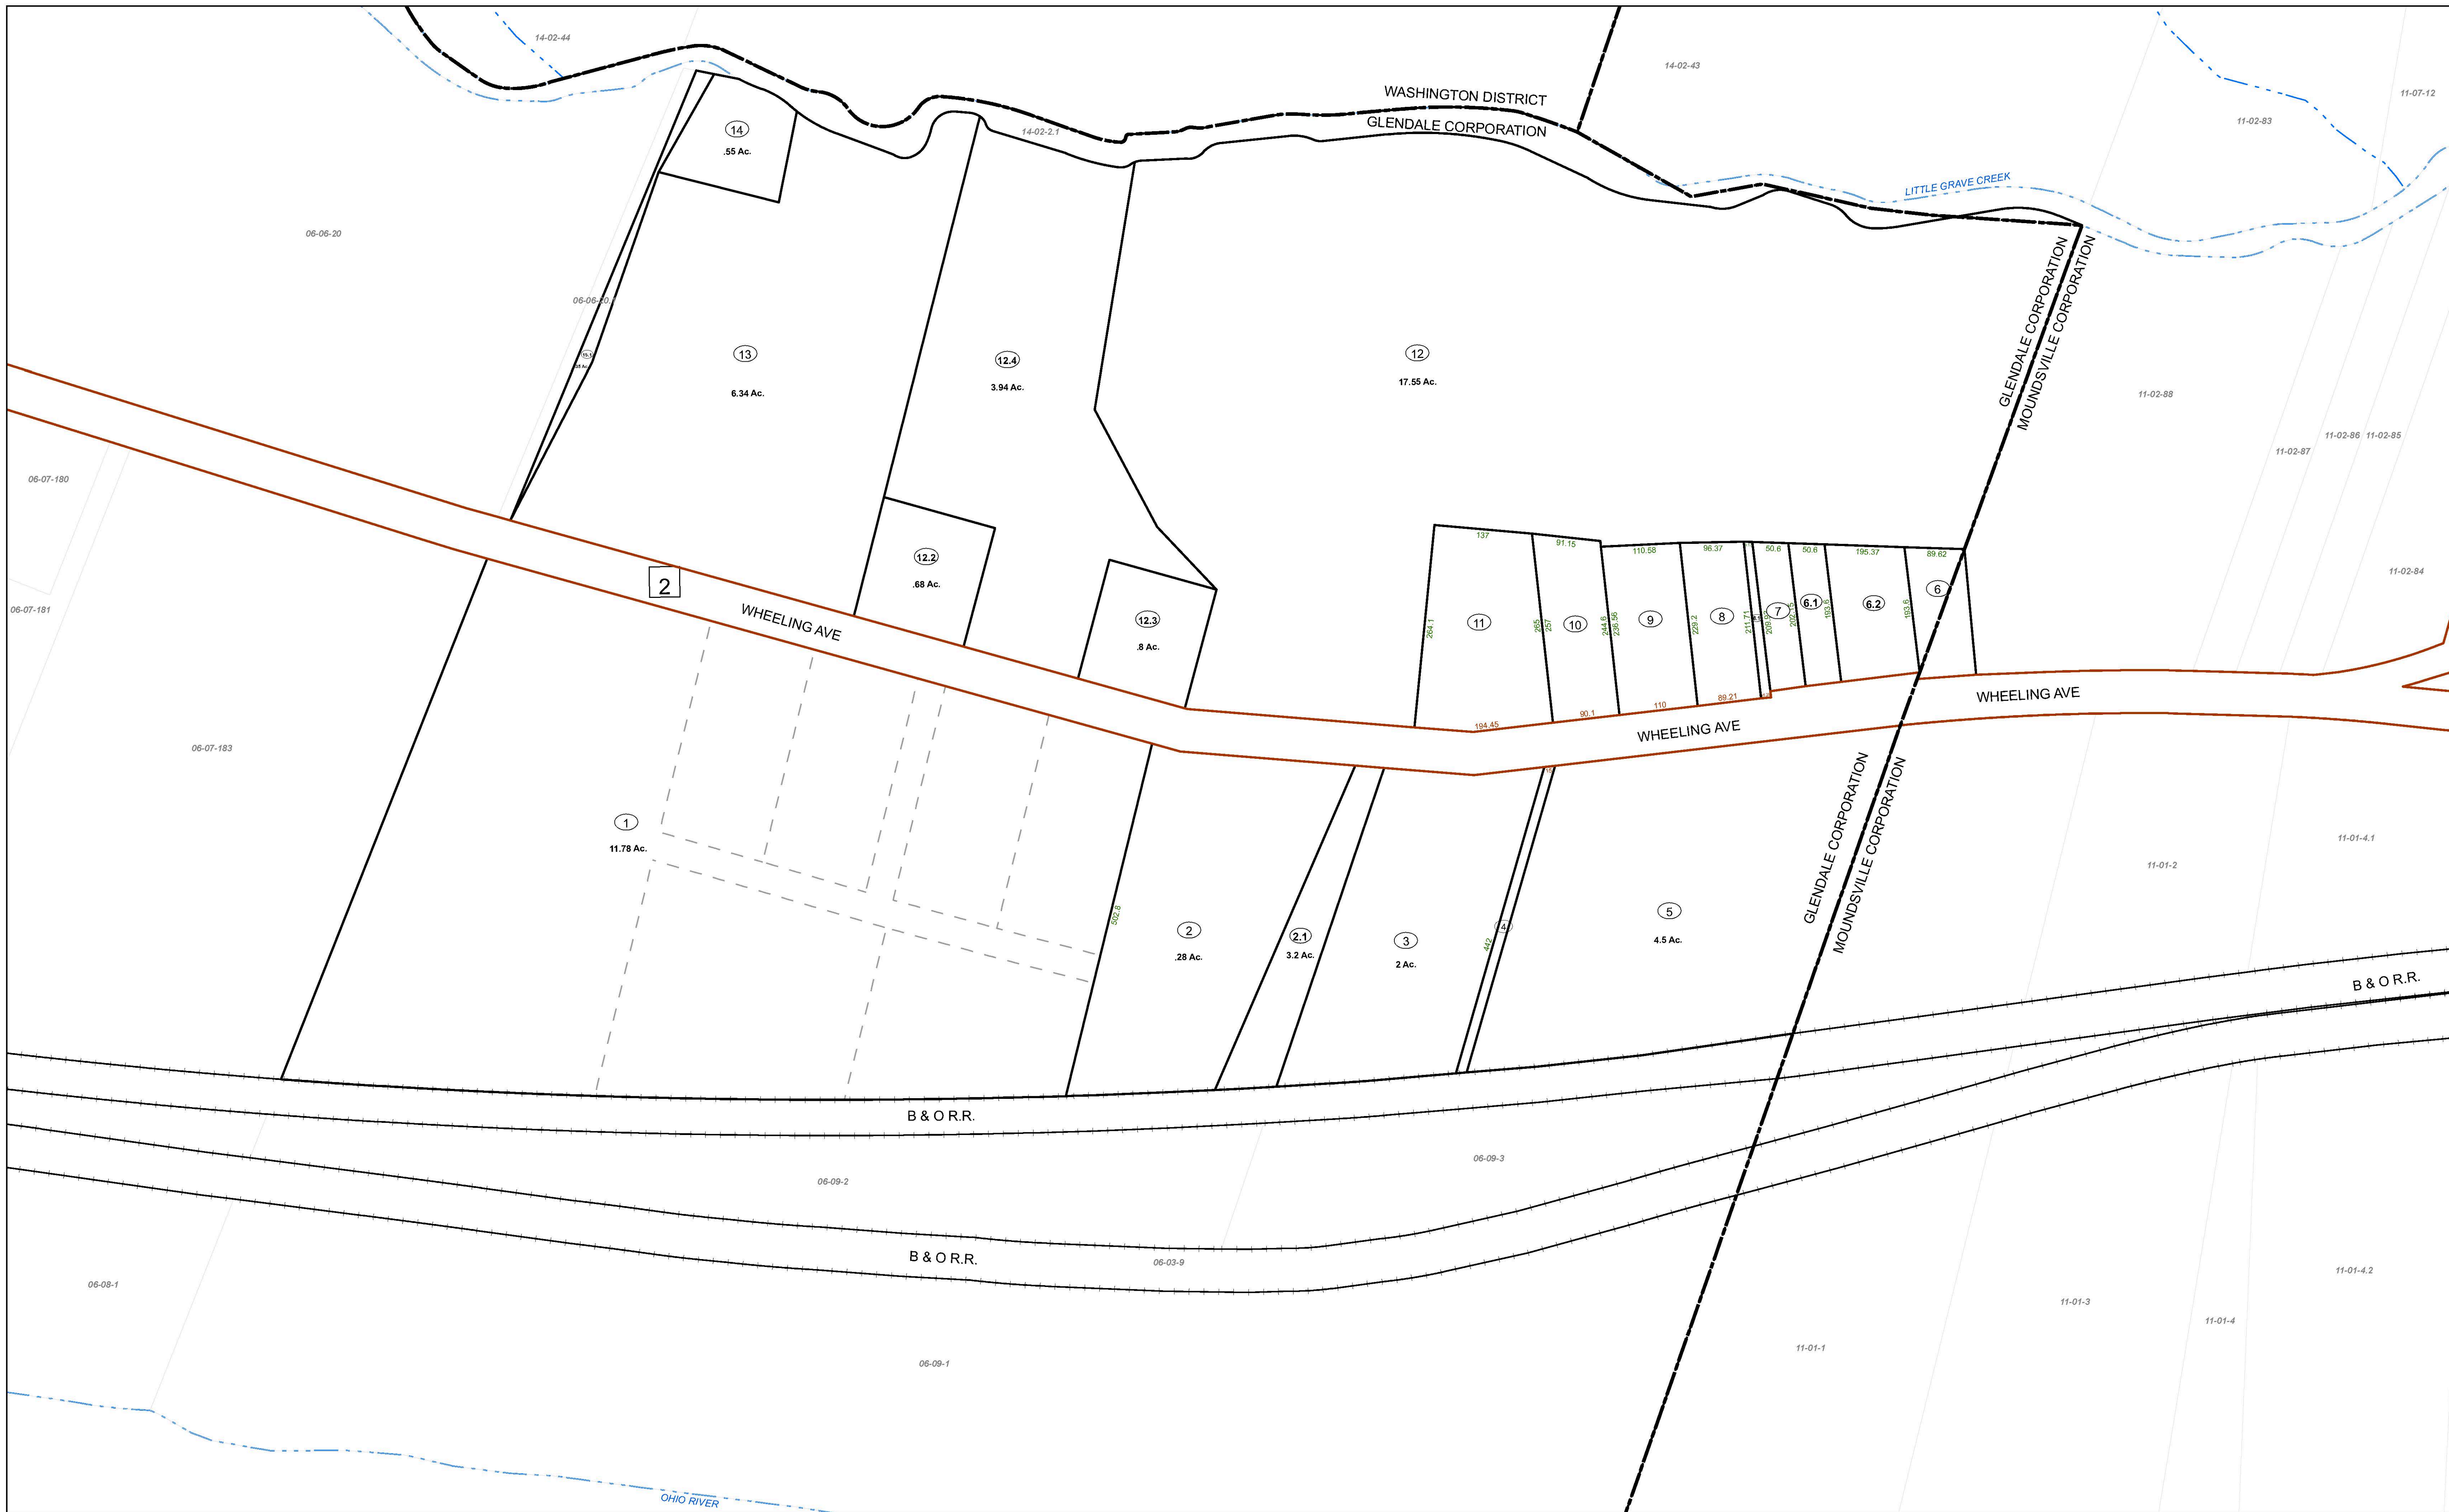 14-02-44
14-02-43
11-07-12
WASHINGTON DISTRICT
GLENDALE CORPORATION
14-02-2.1
11-02-83
14
.55 Ac.
LITTLE GRAVE CREEK
06-06-20
GLENDALE CORPORATION
MOUNDSVILLE CORPORATION
13
6.34 Ac.
12.4
3.94 Ac.
12
17.55 Ac.
11-02-88
11-02-87
11-02-86
11-02-85
11-02-84
06-07-180
06-07-181
2
WHEELING AVE
12.2
.68 Ac.
12.3
.8 Ac.
137
91.15
110.58
96.37
50.6
50.6
195.37
89.62
264.1
11
265
257
10
244.6
236.56
9
229.2
8
211.71
209.92
7
6.1
193.6
6.2
193.6
6
194.45
90.1
110
89.21
WHEELING AVE
WHEELING AVE
06-07-183
1
11.78 Ac.
502.8
2
.28 Ac.
2.1
3.2 Ac.
3
2 Ac.
442
4
5
4.5 Ac.
GLENDALE CORPORATION
MOUNDSVILLE CORPORATION
11-01-2
11-01-4.1
B & O R.R.
B & O R.R.
06-09-2
06-09-3
B & O R.R.
06-03-9
06-08-1
06-09-1
11-01-1
11-01-3
11-01-4
11-01-4.2
OHIO RIVER